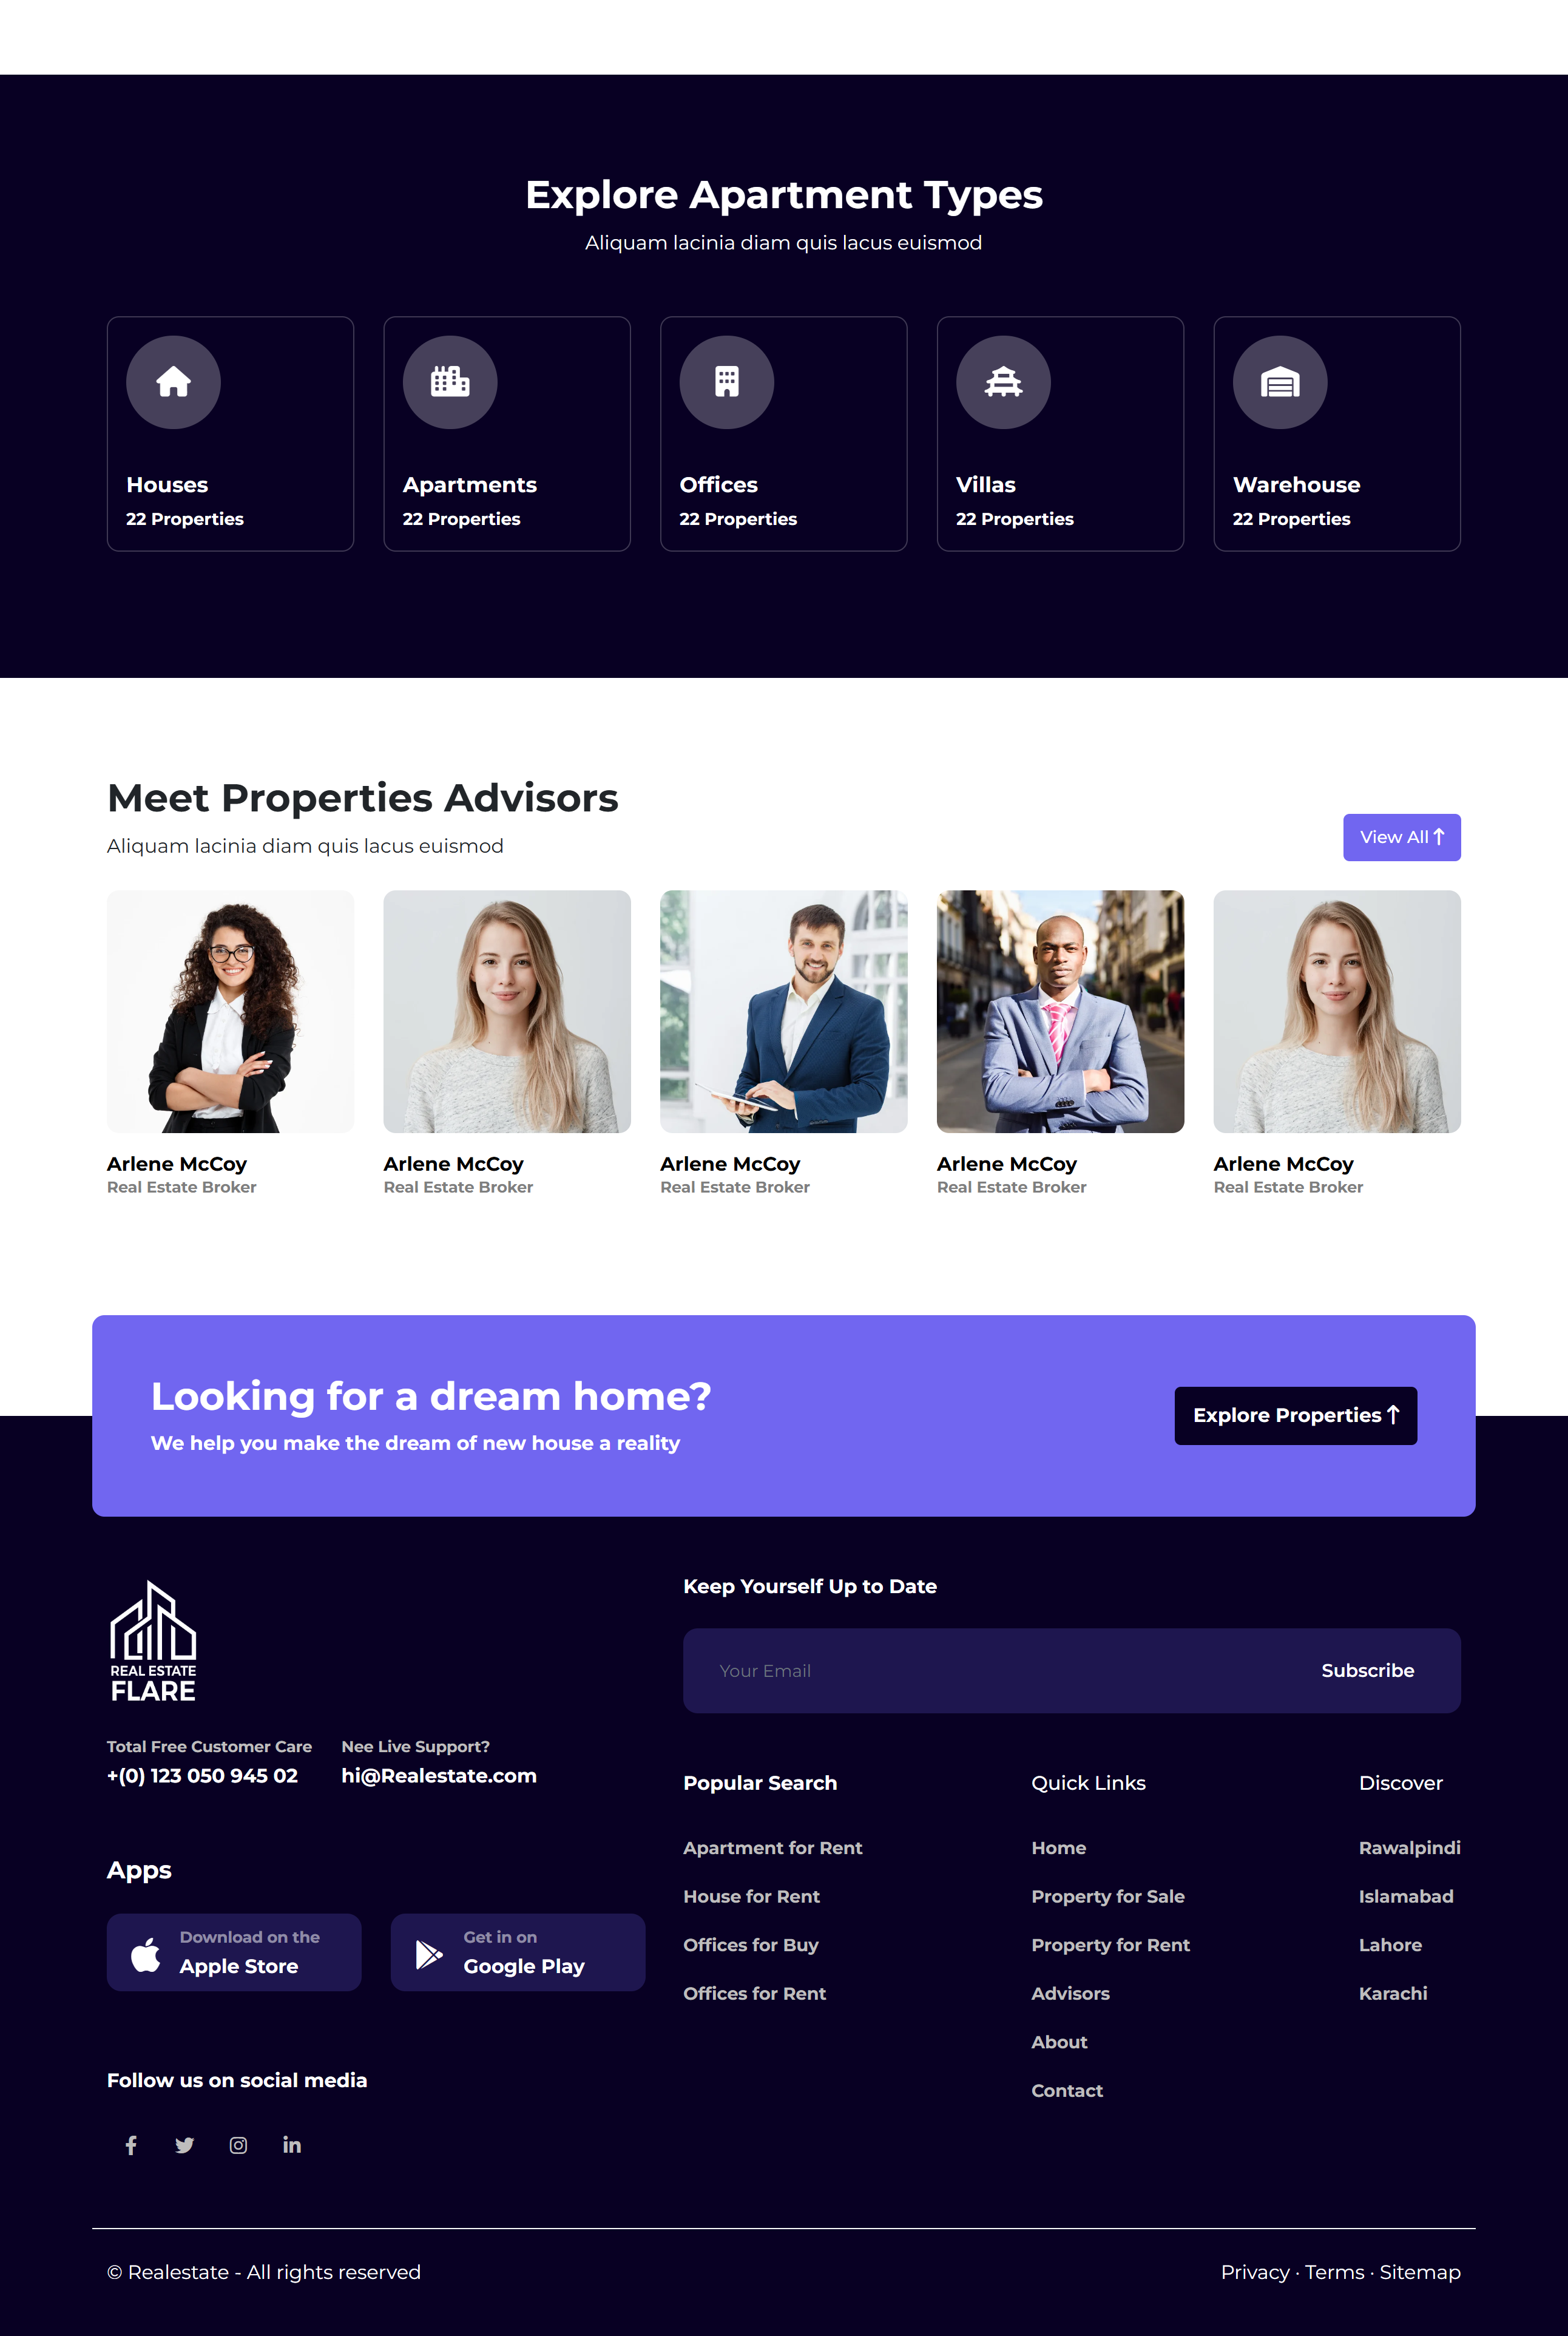 Explore Apartment Types
Aliquam lacinia diam quis lacus euismod
Houses
22 Properties
Apartments
22 Properties
Offices
22 Properties
Villas
22 Properties
Warehouse
22 Properties
Meet Properties Advisors
Aliquam lacinia diam quis lacus euismod
View All
Arlene McCoy
Real Estate Broker
Arlene McCoy
Real Estate Broker
Arlene McCoy
Real Estate Broker
Arlene McCoy
Real Estate Broker
Arlene McCoy
Real Estate Broker
Looking for a dream home?
We help you make the dream of new house a reality
Explore Properties
REAL ESTATE
FLARE
Total Free Customer Care
+(0) 123 050 945 02
Nee Live Support?
hi@Realestate.com
Apps
Download on the
Apple Store
Get in on
Google Play
Follow us on social media
Keep Yourself Up to Date
Your Email
Subscribe
Popular Search
Apartment for Rent
House for Rent
Offices for Buy
Offices for Rent
Quick Links
Home
Property for Sale
Property for Rent
Advisors
About
Contact
Discover
Rawalpindi
Islamabad
Lahore
Karachi
© Realestate - All rights reserved
Privacy · Terms · Sitemap